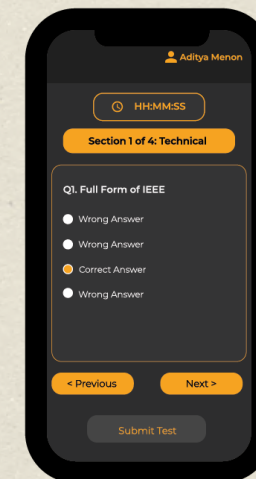 Aditya Menon
HH:MM:SS
Section 1 of 4: Technical
Q1. Full Form of IEEE
Wrong Answer
Wrong Answer
Correct Answer
Wrong Answer
< Previous
Next >
Submit Test